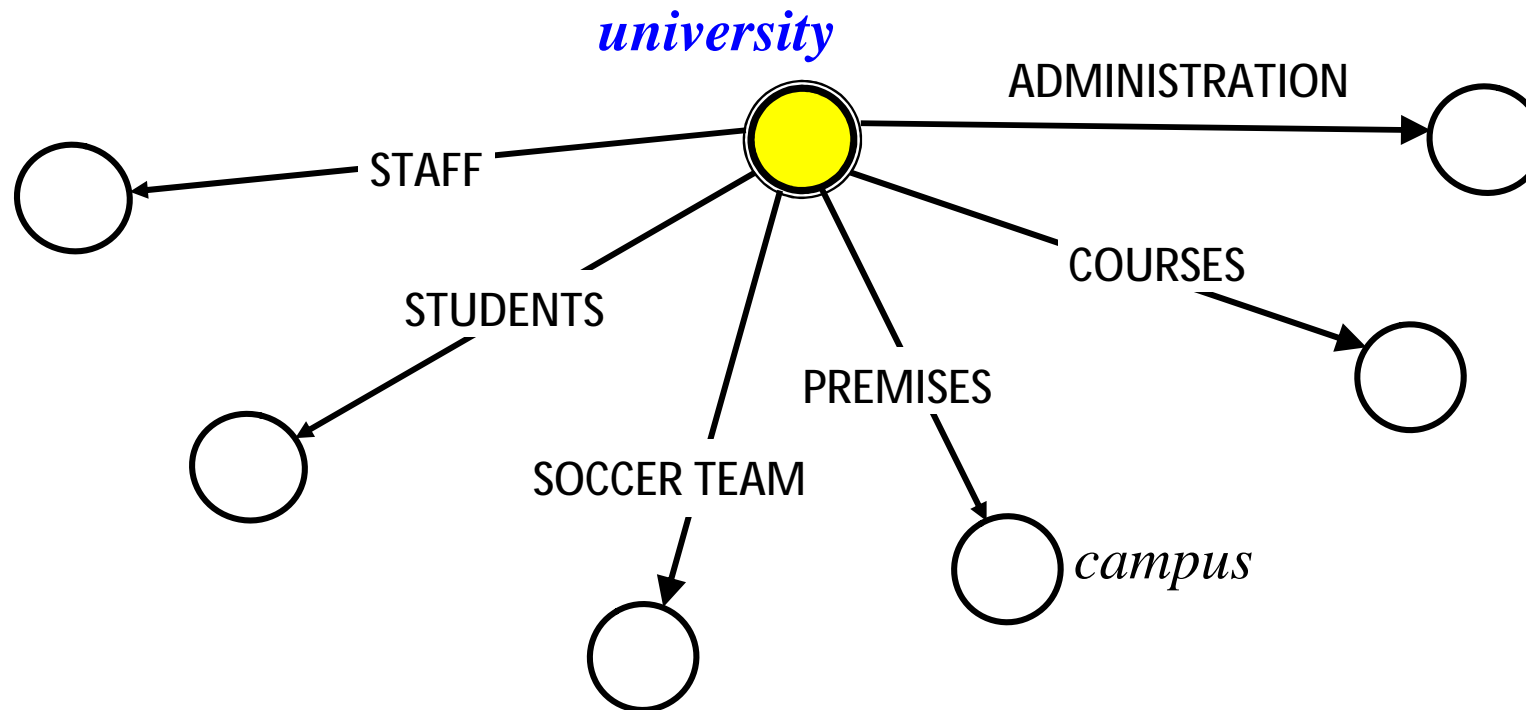 university
ADMINISTRATION
STAFF
COURSES
STUDENTS
PREMISES
SOCCER TEAM
campus